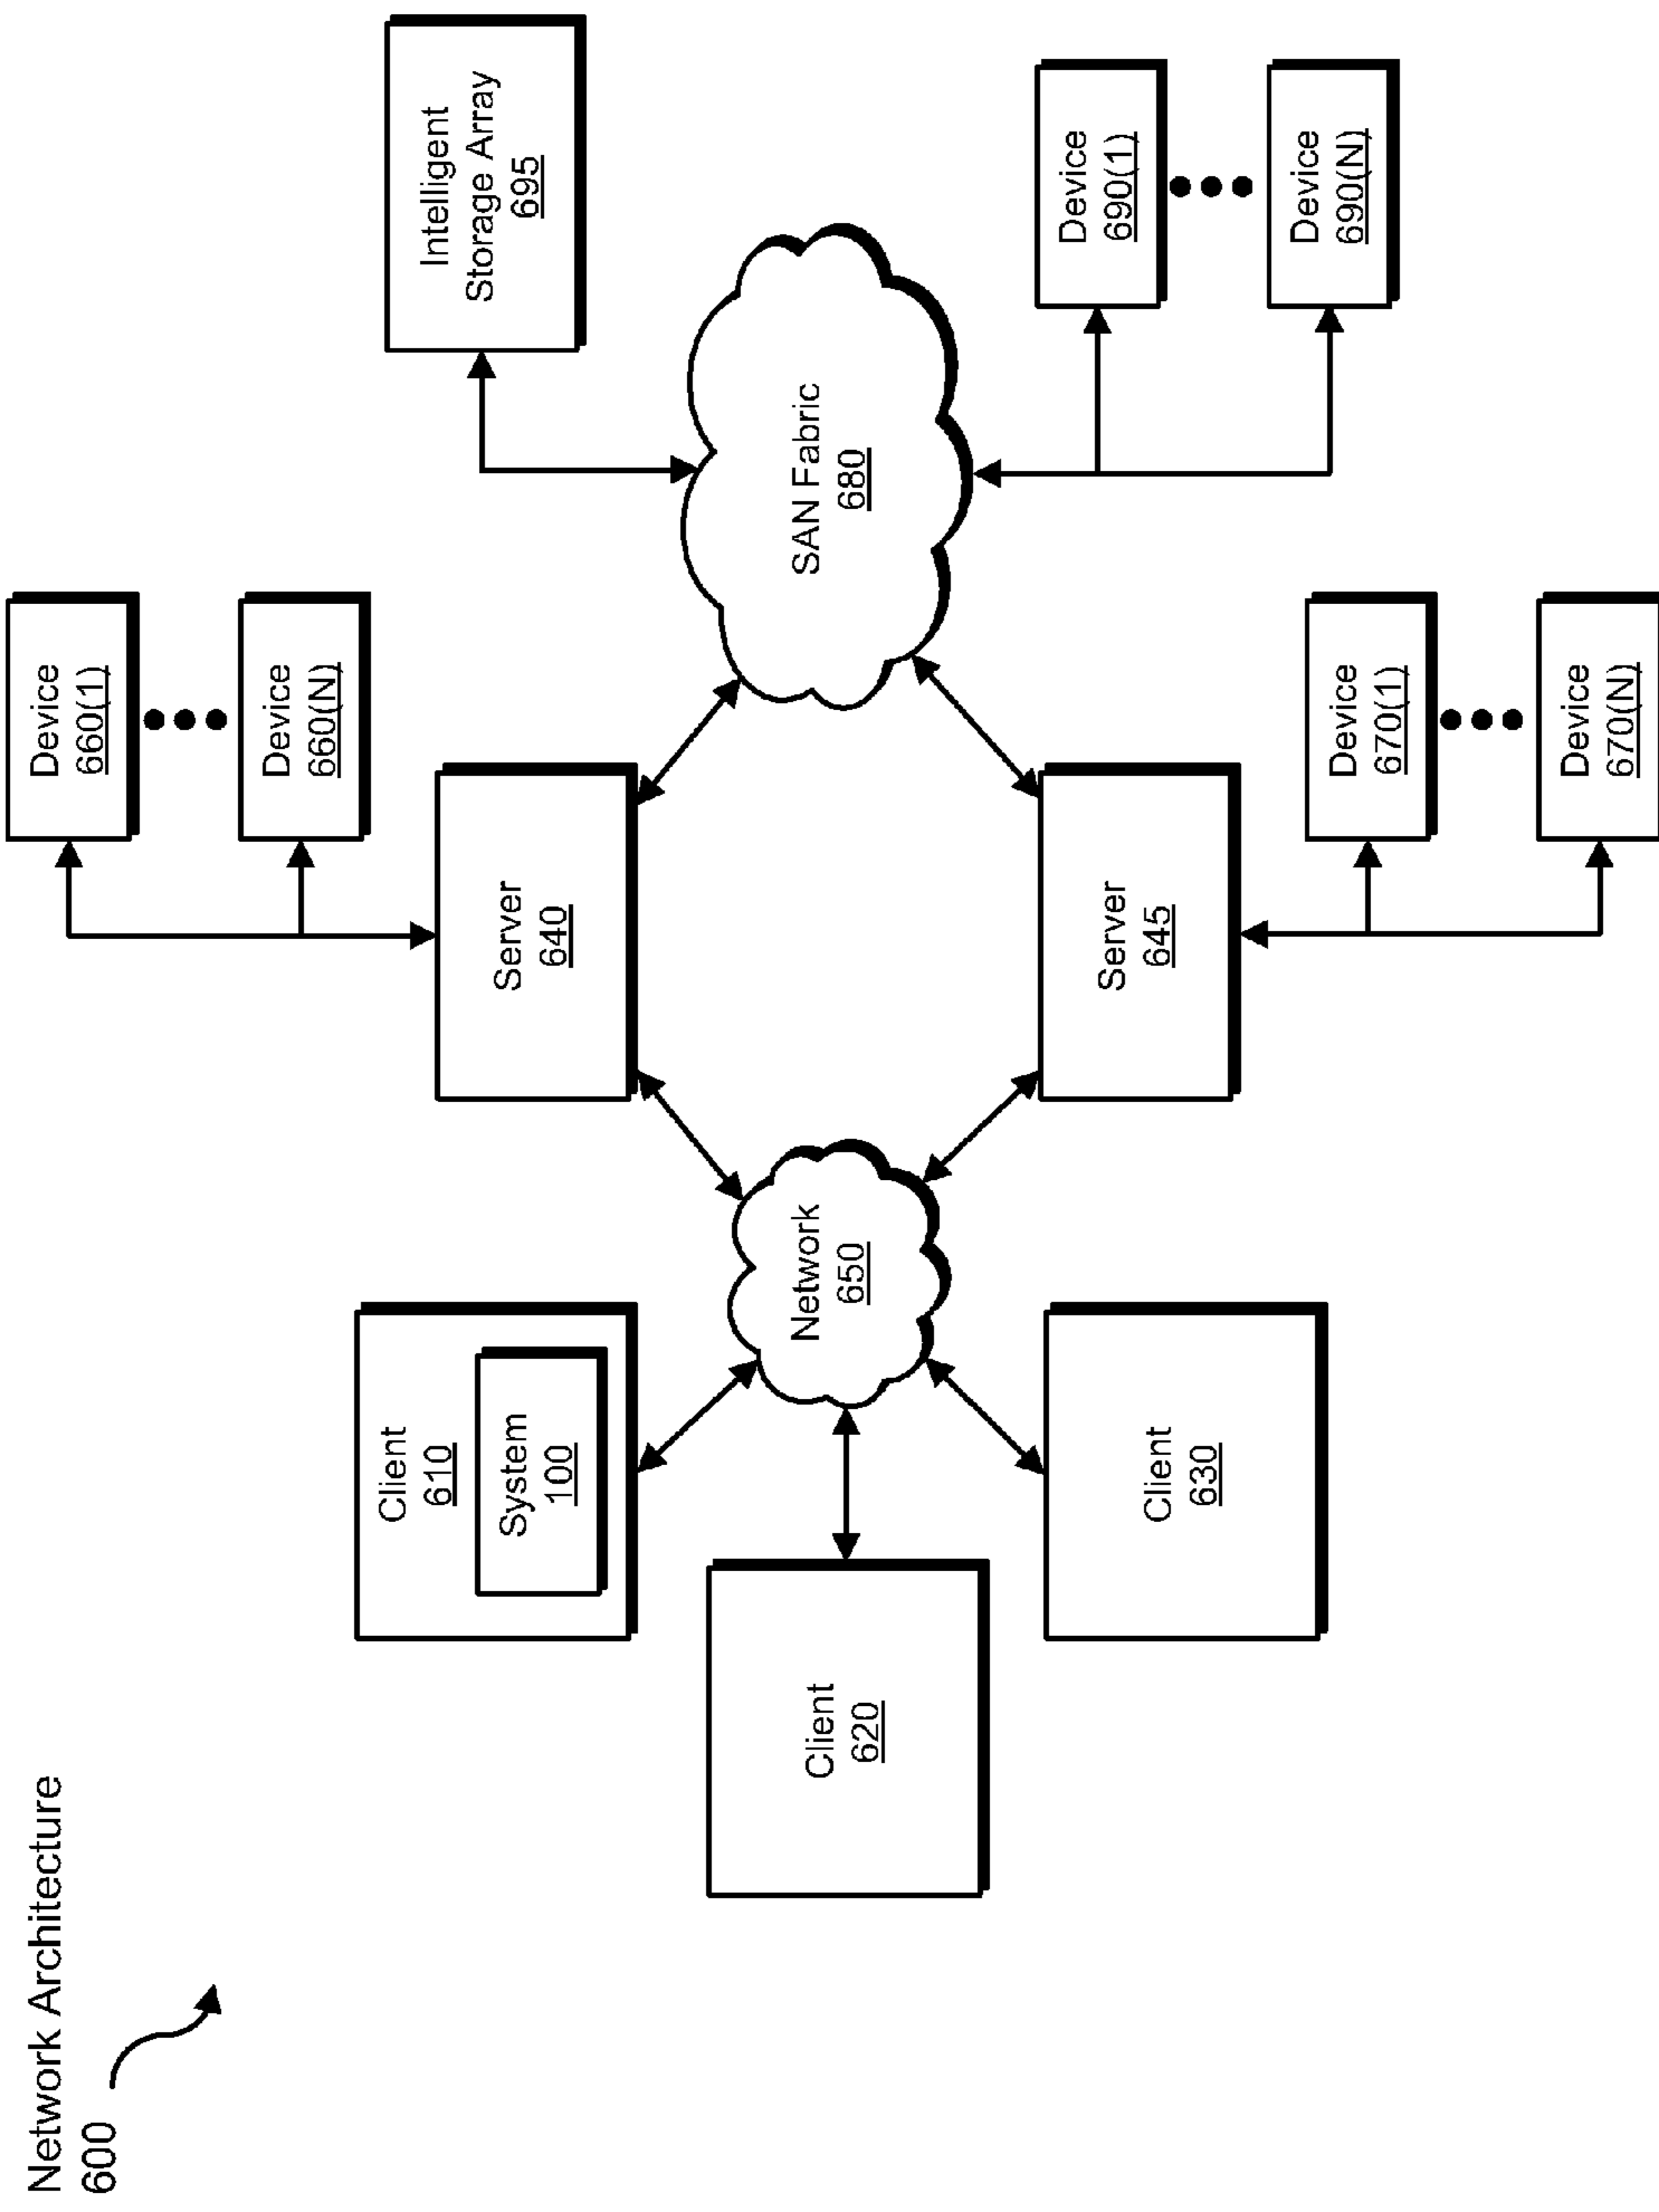 Network Architecture
600
Client
610
System
100
Client
620
Client
630
Network
650
Server
640
Server
645
Device
660(1)
Device
660(N)
Device
670(1)
Device
670(N)
SAN Fabric
680
Intelligent
Storage Array
695
Device
690(1)
Device
690(N)